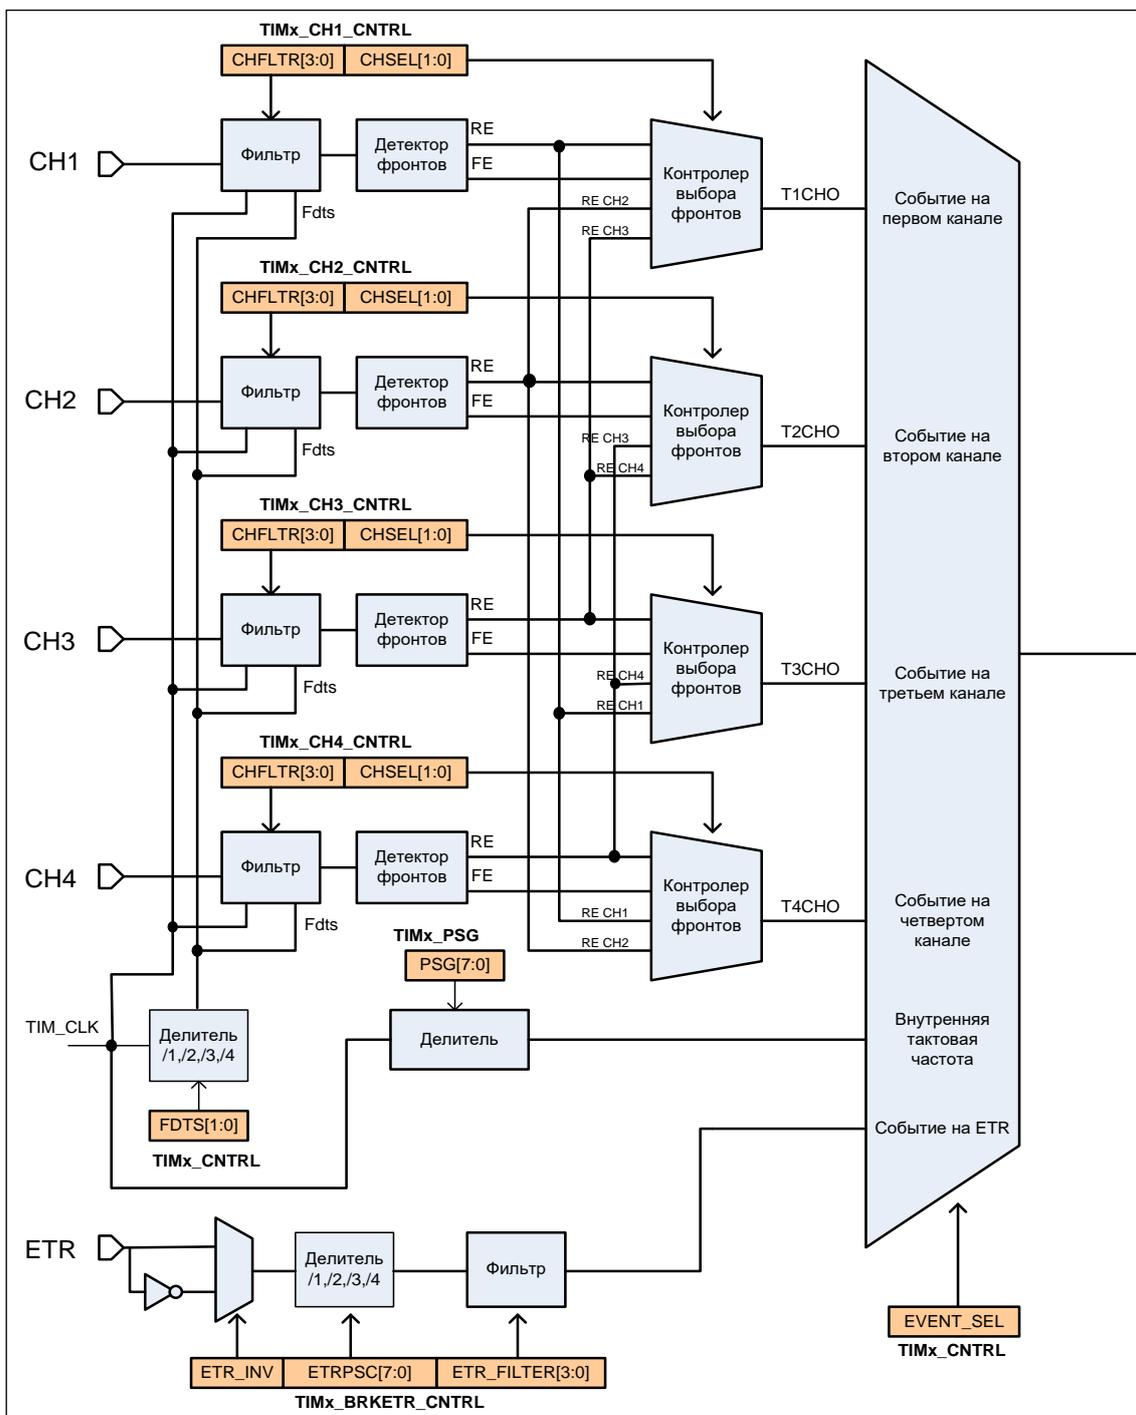 TIMx_CH1_CNTRL
CHFLTR[3:0] CHSEL[1:0]
CH1
Фильтр
Детектор
фронтов
RE
FE
Fdts
RE CH2
RE CH3
Контролер
выбора
фронтов
T1CHO
Событие на
первом канале
TIMx_CH2_CNTRL
CHFLTR[3:0] CHSEL[1:0]
CH2
Фильтр
Детектор
фронтов
RE
FE
Fdts
RE CH3
RE CH4
Контролер
выбора
фронтов
T2CHO
Событие на
втором канале
TIMx_CH3_CNTRL
CHFLTR[3:0] CHSEL[1:0]
CH3
Фильтр
Детектор
фронтов
RE
FE
Fdts
RE CH4
RE CH1
Контролер
выбора
фронтов
T3CHO
Событие на
третьем канале
TIMx_CH4_CNTRL
CHFLTR[3:0] CHSEL[1:0]
CH4
Фильтр
Детектор
фронтов
RE
FE
Fdts
RE CH1
RE CH2
Контролер
выбора
фронтов
T4CHO
Событие на
четвертом
канале
TIMx_PSG
PSG[7:0]
TIM_CLK
Делитель
/1,/2,/3,/4
Делитель
Внутренняя
тактовая
частота
FDTS[1:0]
TIMx_CNTRL
Событие на ETR
ETR
Делитель
/1,/2,/3,/4
Фильтр
EVENT_SEL
TIMx_CNTRL
ETR_INV ETRPSC[7:0] ETR_FILTER[3:0]
TIMx_BRKETR_CNTRL